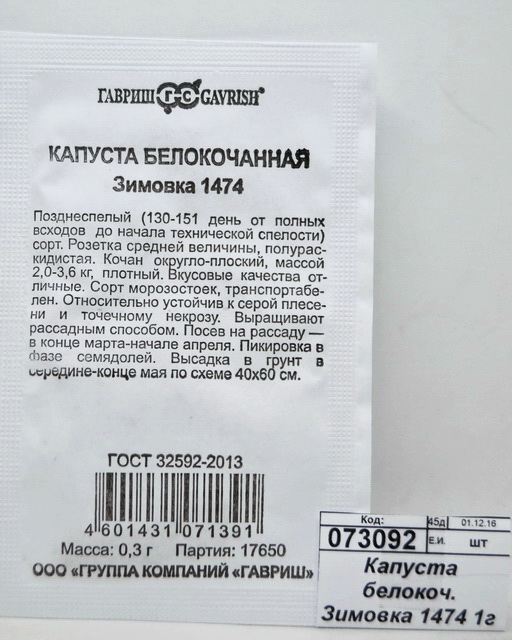 ГАВРИШ ГС GAVRISH®
КАПУСТА БЕЛОКОЧАННАЯ
Зимовка 1474
Позднеспелый (130-151 день от полных
всходов до начала технической спелости)
сорт. Розетка средней величины, полурас-
кидистая. Кочан округло-плоский, массой
2,0-3,6 кг, плотный. Вкусовые качества от-
личные. Сорт морозостоек, транспортабе-
лен. Относительно устойчив к серой плесе-
ни и точечному некрозу. Выращивают
рассадным способом. Посев на рассаду —
в конце марта-начале апреля. Пикировка в
фазе семядолей. Высадка в грунт в
середине-конце мая по схеме 40х60 см.
ГОСТ 32592-2013
4 601431 071391
Масса: 0,3 г Партия: 17650
ООО «ГРУППА КОМПАНИЙ «ГАВРИШ»
Код: 45д 01.12.16
073092 Е.И. шт
Капуста
белокоч.
Зимовка 1474 1г